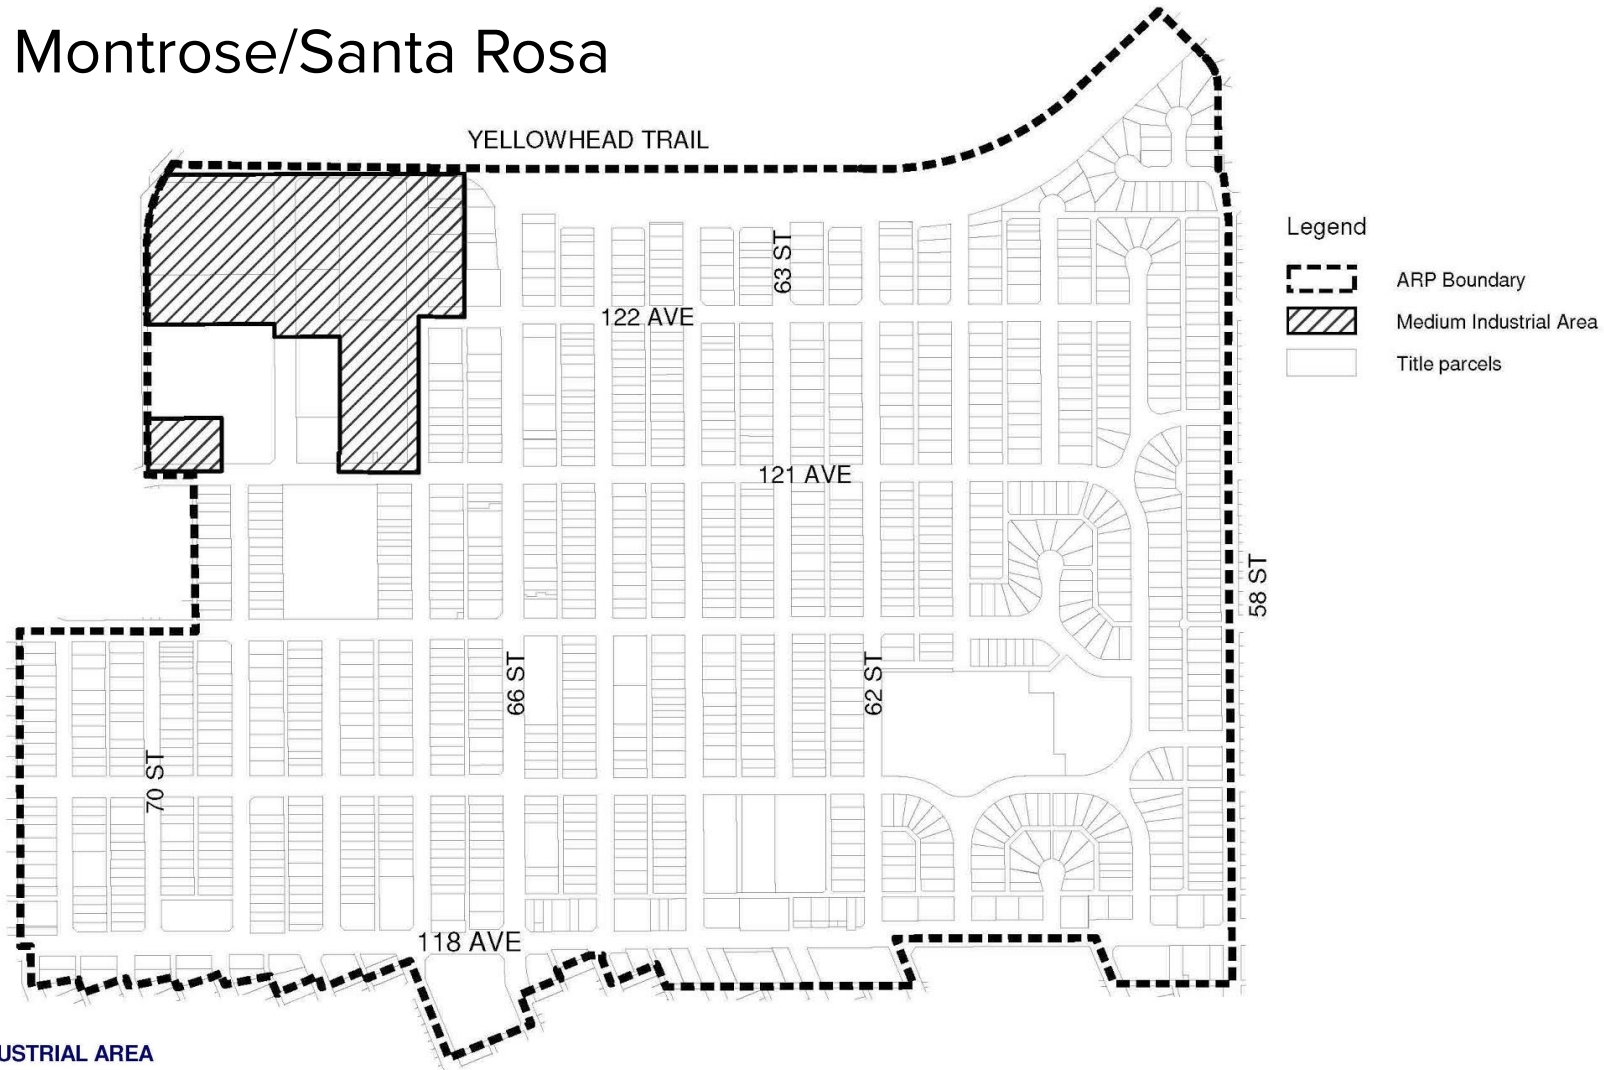 Montrose/Santa Rosa
YELLOWHEAD TRAIL
63 ST
122 AVE
Legend
ARP Boundary
Medium Industrial Area
Title parcels
121 AVE
58 ST
66 ST
62 ST
70 ST
118 AVE
USTRIAL AREA